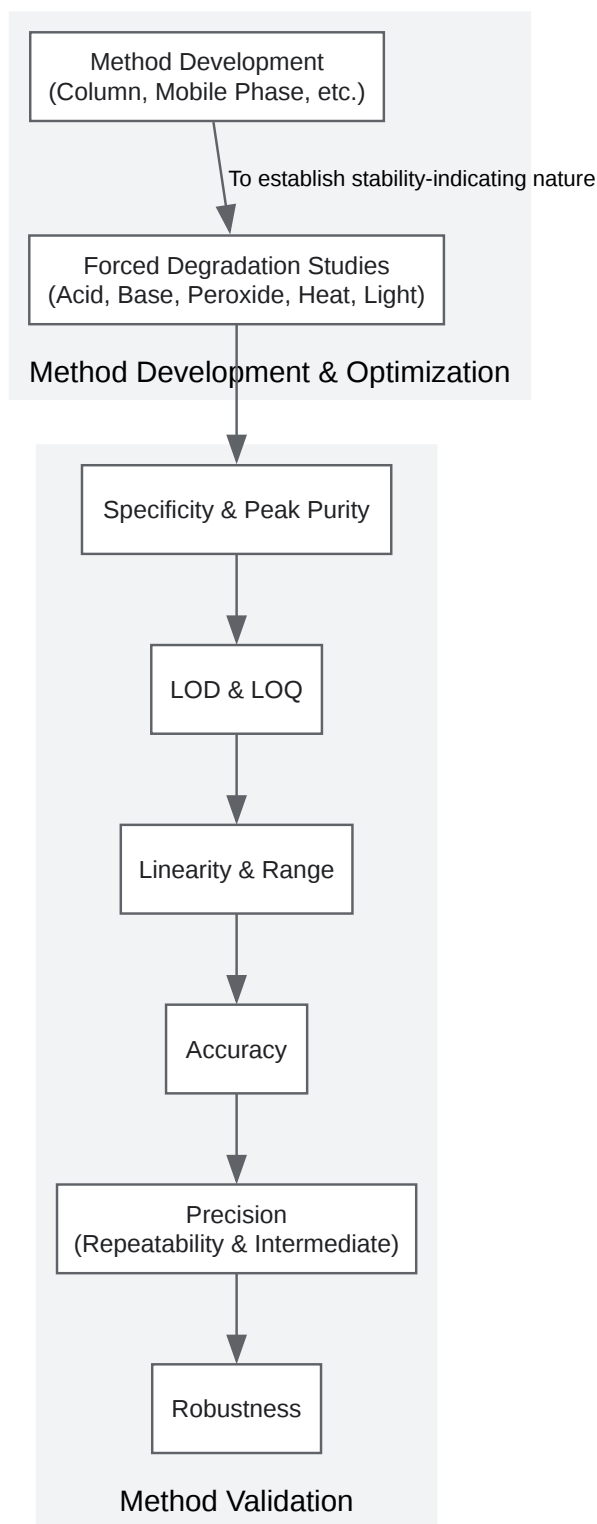 Method Development
(Column, Mobile Phase, etc.)
To establish stability-indicating nature
Forced Degradation Studies
(Acid, Base, Peroxide, Heat, Light)
Method Development & Optimization
Specificity & Peak Purity
LOD & LOQ
Linearity & Range
Accuracy
Precision
(Repeatability & Intermediate)
Robustness
Method Validation